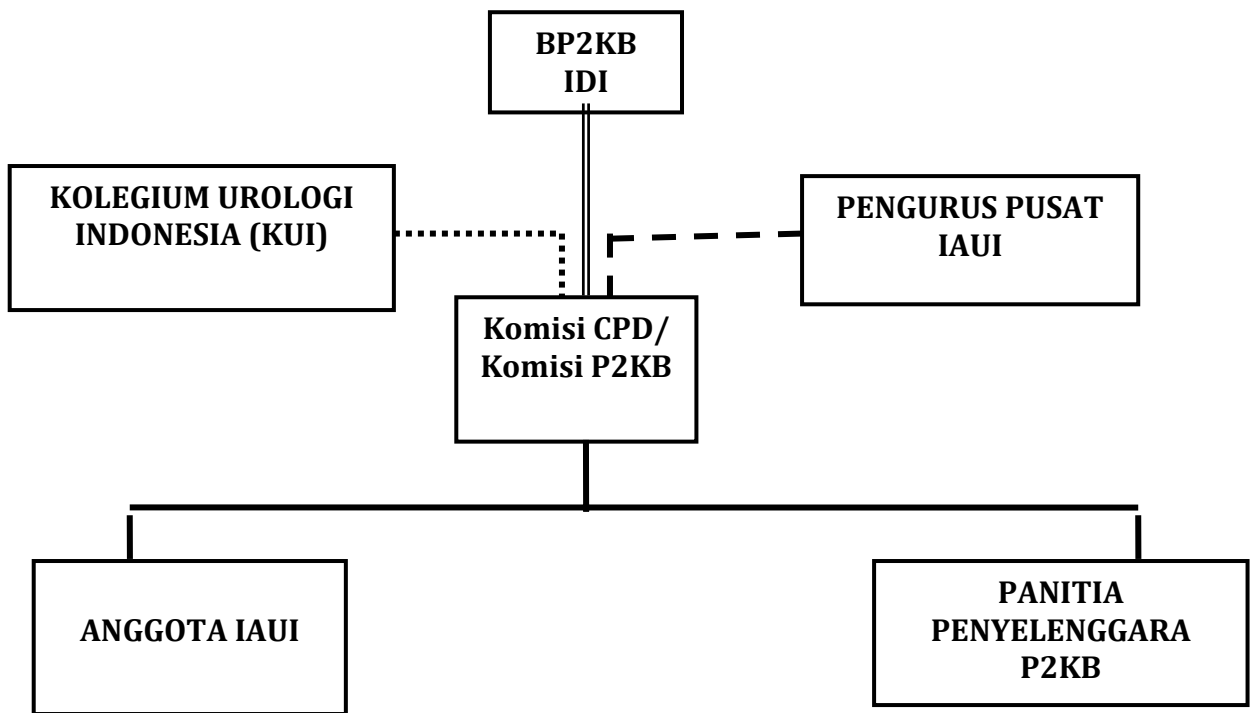 BP2KB
IDI
KOLEGIUM UROLOGI
INDONESIA (KUI)
PENGURUS PUSAT
IAUI
Komisi CPD/
Komisi P2KB
ANGGOTA IAUI
PANITIA
PENYELENGGARA
P2KB